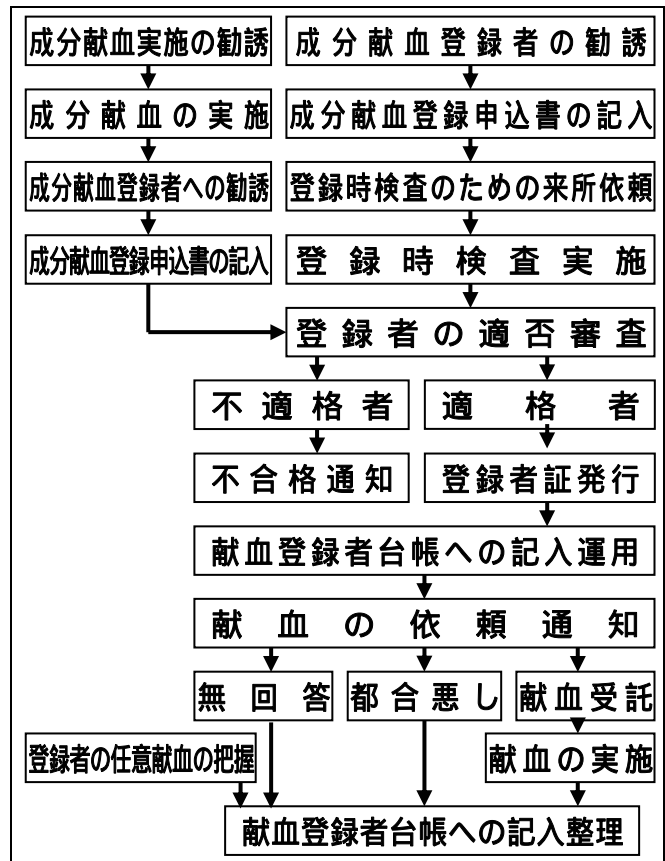 成分献血実施の勧誘
成分献血登録者の勧誘
成分献血の実施
成分献血登録申込書の記入
成分献血登録者への勧誘
登録時検査のための来所依頼
成分献血登録申込書の記入
登録時検査実施
登録者の適否審査
不適格者
適格者
不合格通知
登録者証発行
献血登録者台帳への記入運用
献血の依頼通知
無回答
都合悪し
献血受託
登録者の任意献血の把握
献血の実施
献血登録者台帳への記入整理